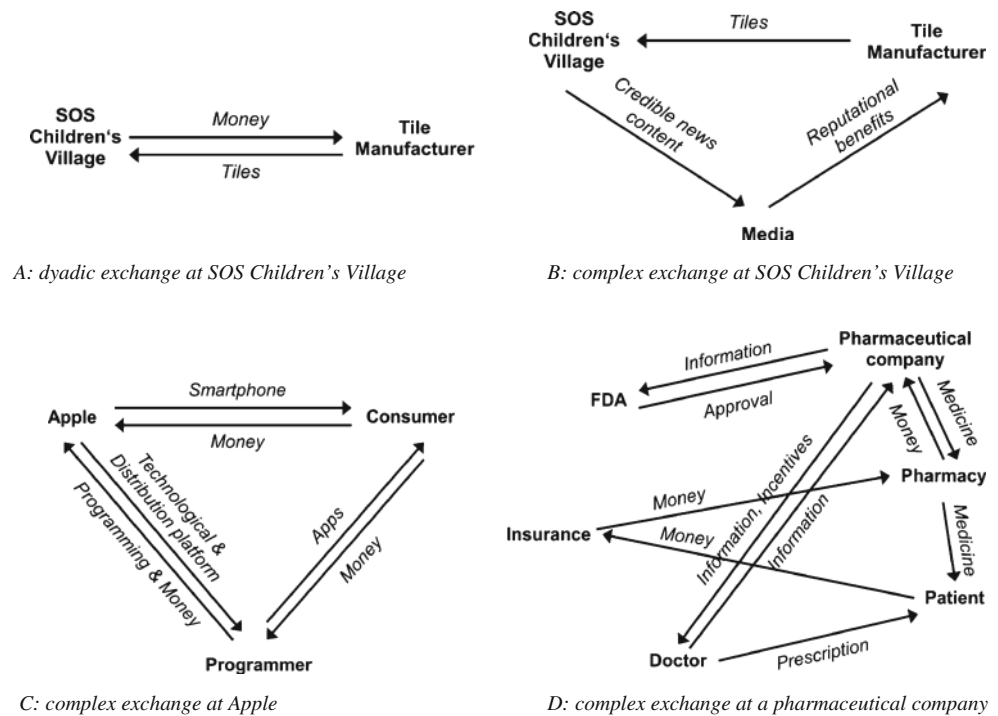 SOS
Children's
Village
Money
Tiles
Tile
Manufacturer
A: dyadic exchange at SOS Children's Village
SOS
Children‘s
Village
Tiles
Tile
Manufacturer
Credible news
content
Reputational
benefits
Media
B: complex exchange at SOS Children's Village
Apple
Smartphone
Money
Consumer
Technological &
Distribution platform
Programming & Money
Apps
Money
Programmer
C: complex exchange at Apple
Pharmaceutical
company
Information
FDA
Approval
Medicine
Money
Pharmacy
Information, Incentives
Information
Insurance
Money
Money
Medicine
Patient
Doctor
Prescription
D: complex exchange at a pharmaceutical company